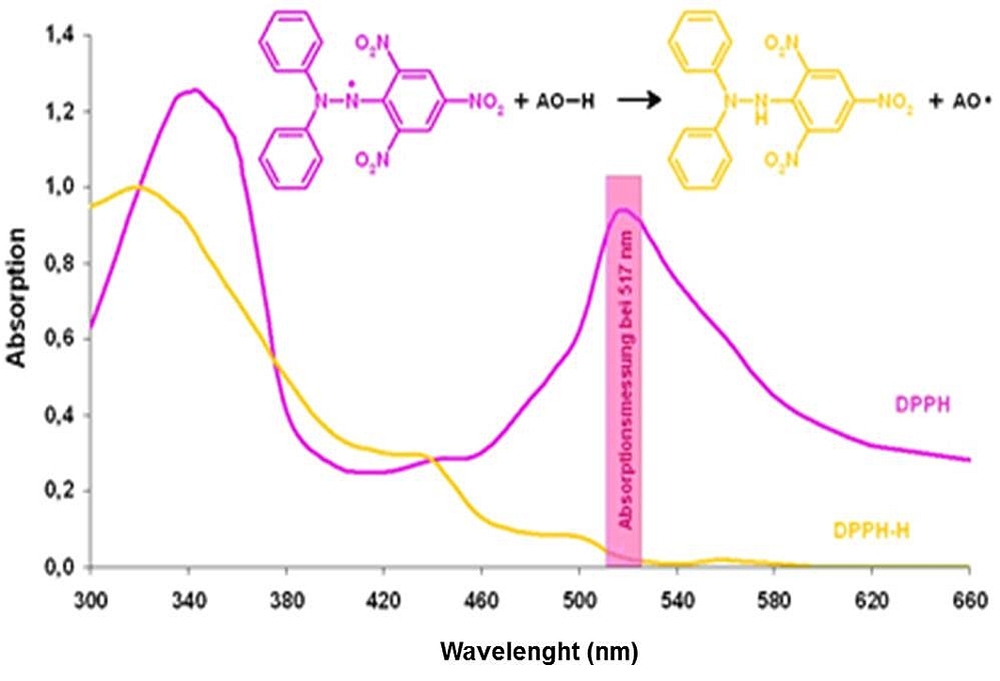 1,4
1,2
1,0
0,8
0,6
0,4
0,2
0,0
Absorption
300 340 380 420 460 500 540 580 620 660
Wavelenght (nm)
O₂N
N–N•
NO₂
O₂N
+ AO–H
O₂N
N–N
H
NO₂
O₂N
+ AO•
Absorptionsmessung bei 517 nm
DPPH
DPPH-H